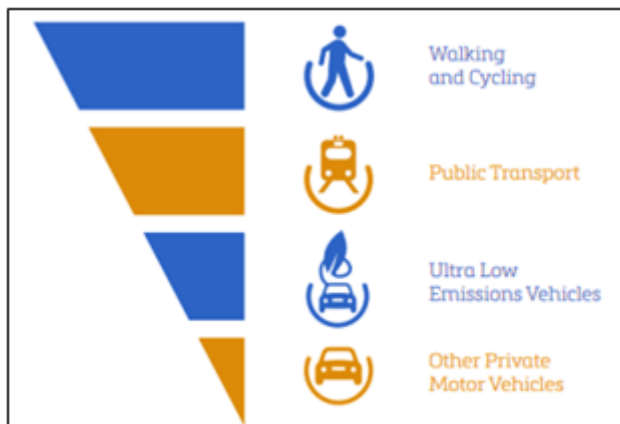 Walking
and Cycling
Public Transport
Ultra Low
Emissions Vehicles
Other Private
Motor Vehicles